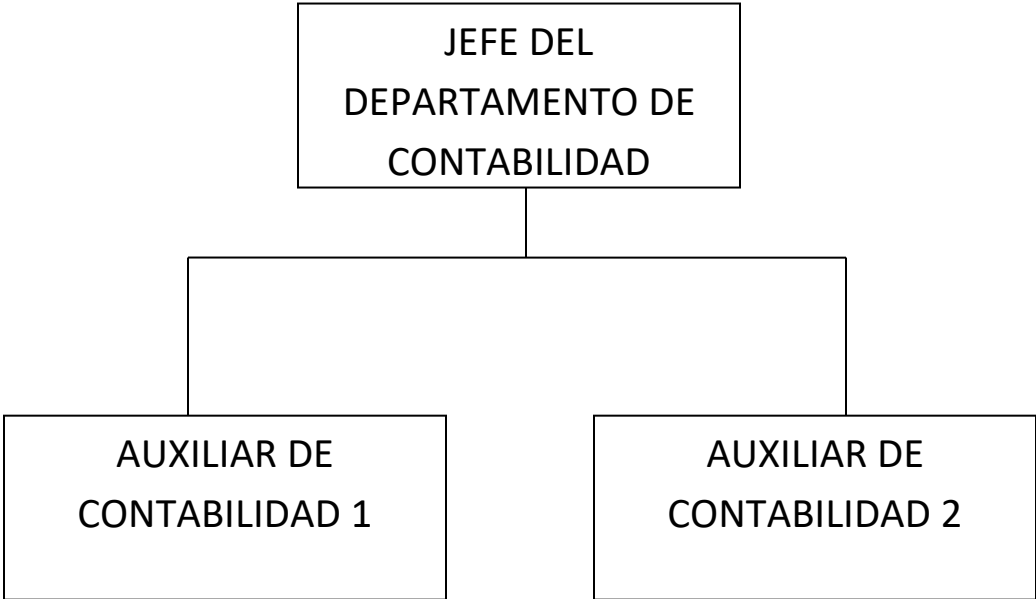 JEFE DEL
DEPARTAMENTO DE
CONTABILIDAD
AUXILIAR DE
CONTABILIDAD 1
AUXILIAR DE
CONTABILIDAD 2